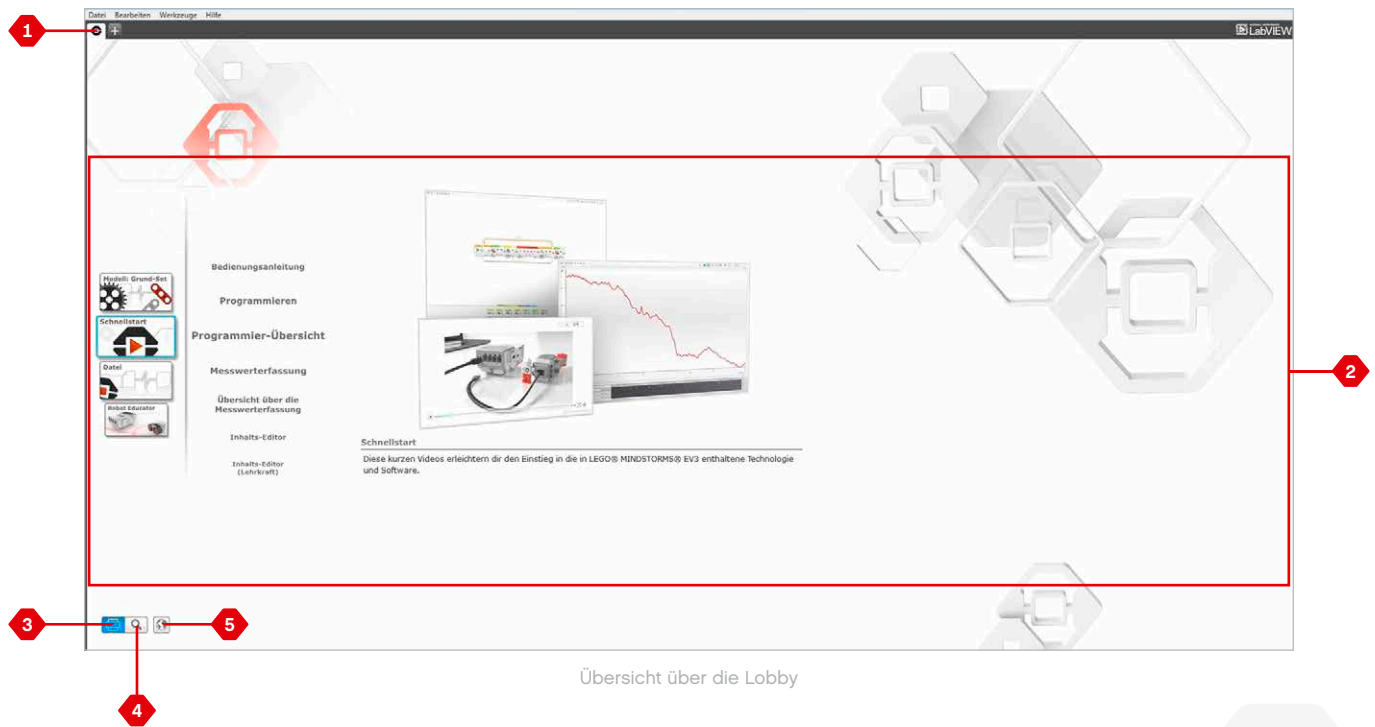 Datei Bearbeiten Werkzeuge Hilfe
1
LabVIEW
Bedienungsanleitung
Modell: Grund-Set
Programmieren
Schnellstart
Programmier-Übersicht
Datei
Messwerterfassung
2
Übersicht über die
Messwerterfassung
Robot Educator
Inhalts-Editor
Schnellstart
Inhalts-Editor
(Lehrkraft)
Diese kurzen Videos erleichtern dir den Einstieg in die in LEGO® MINDSTORMS® EV3 enthaltene Technologie
und Software.
3
5
4
Übersicht über die Lobby